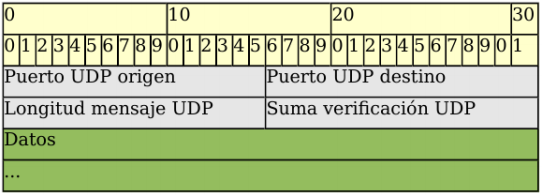 0 10 20 30
0 1 2 3 4 5 6 7 8 9 0 1 2 3 4 5 6 7 8 9 0 1 2 3 4 5 6 7 8 9 0 1
Puerto UDP origen Puerto UDP destino
Longitud mensaje UDP Suma verificación UDP
Datos
...